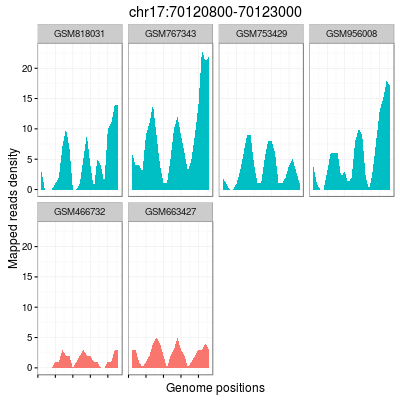 chr17:70120800-70123000
GSM818031 GSM767343 GSM753429 GSM956008
20
15
10
5
0
GSM466732 GSM663427
20
15
10
5
0
Mapped reads density
Genome positions